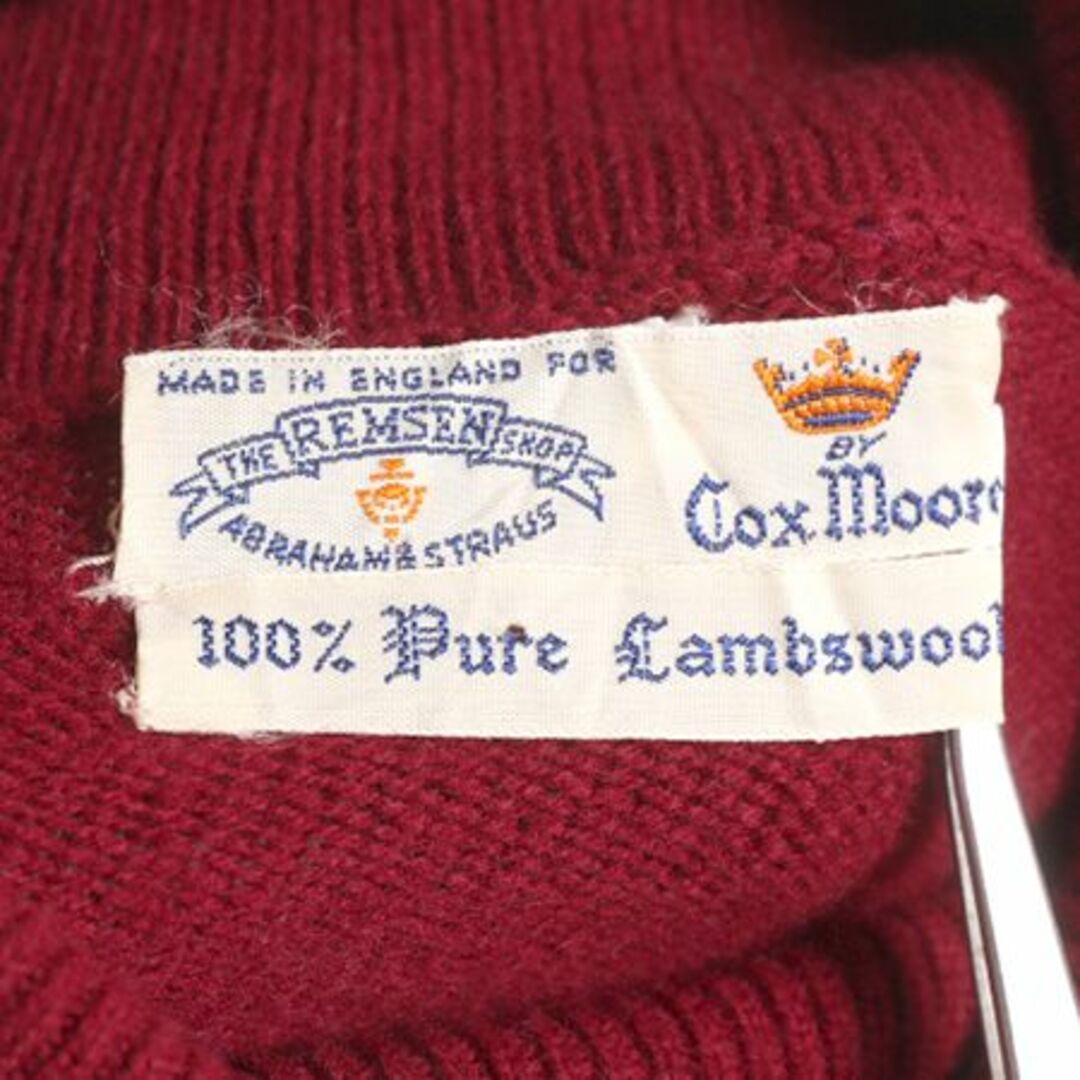 MADE IN ENGLAND FOR
THE REMSEN SHOP
ABRAHAM & STRAUS
BY
Cox Moore
100% Pure Lambswool